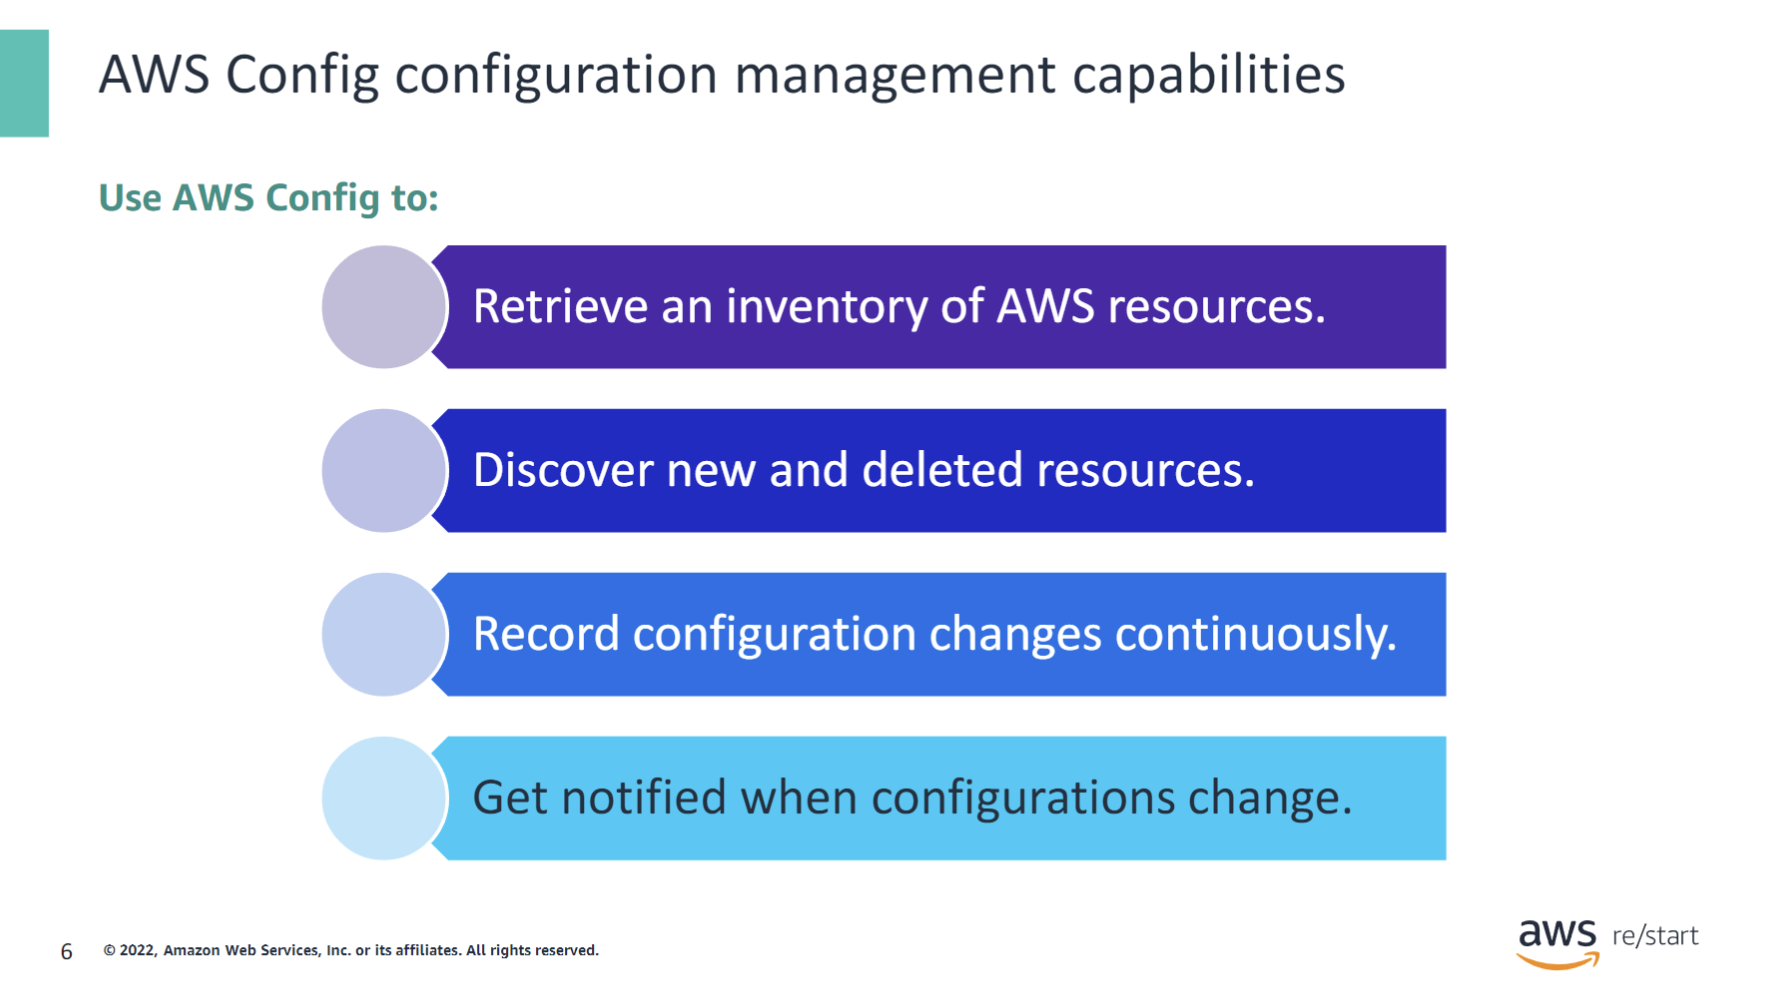 AWS Config configuration management capabilities
Use AWS Config to:
Retrieve an inventory of AWS resources.
Discover new and deleted resources.
Record configuration changes continuously.
Get notified when configurations change.
6 © 2022, Amazon Web Services, Inc. or its affiliates. All rights reserved.
aws re/start